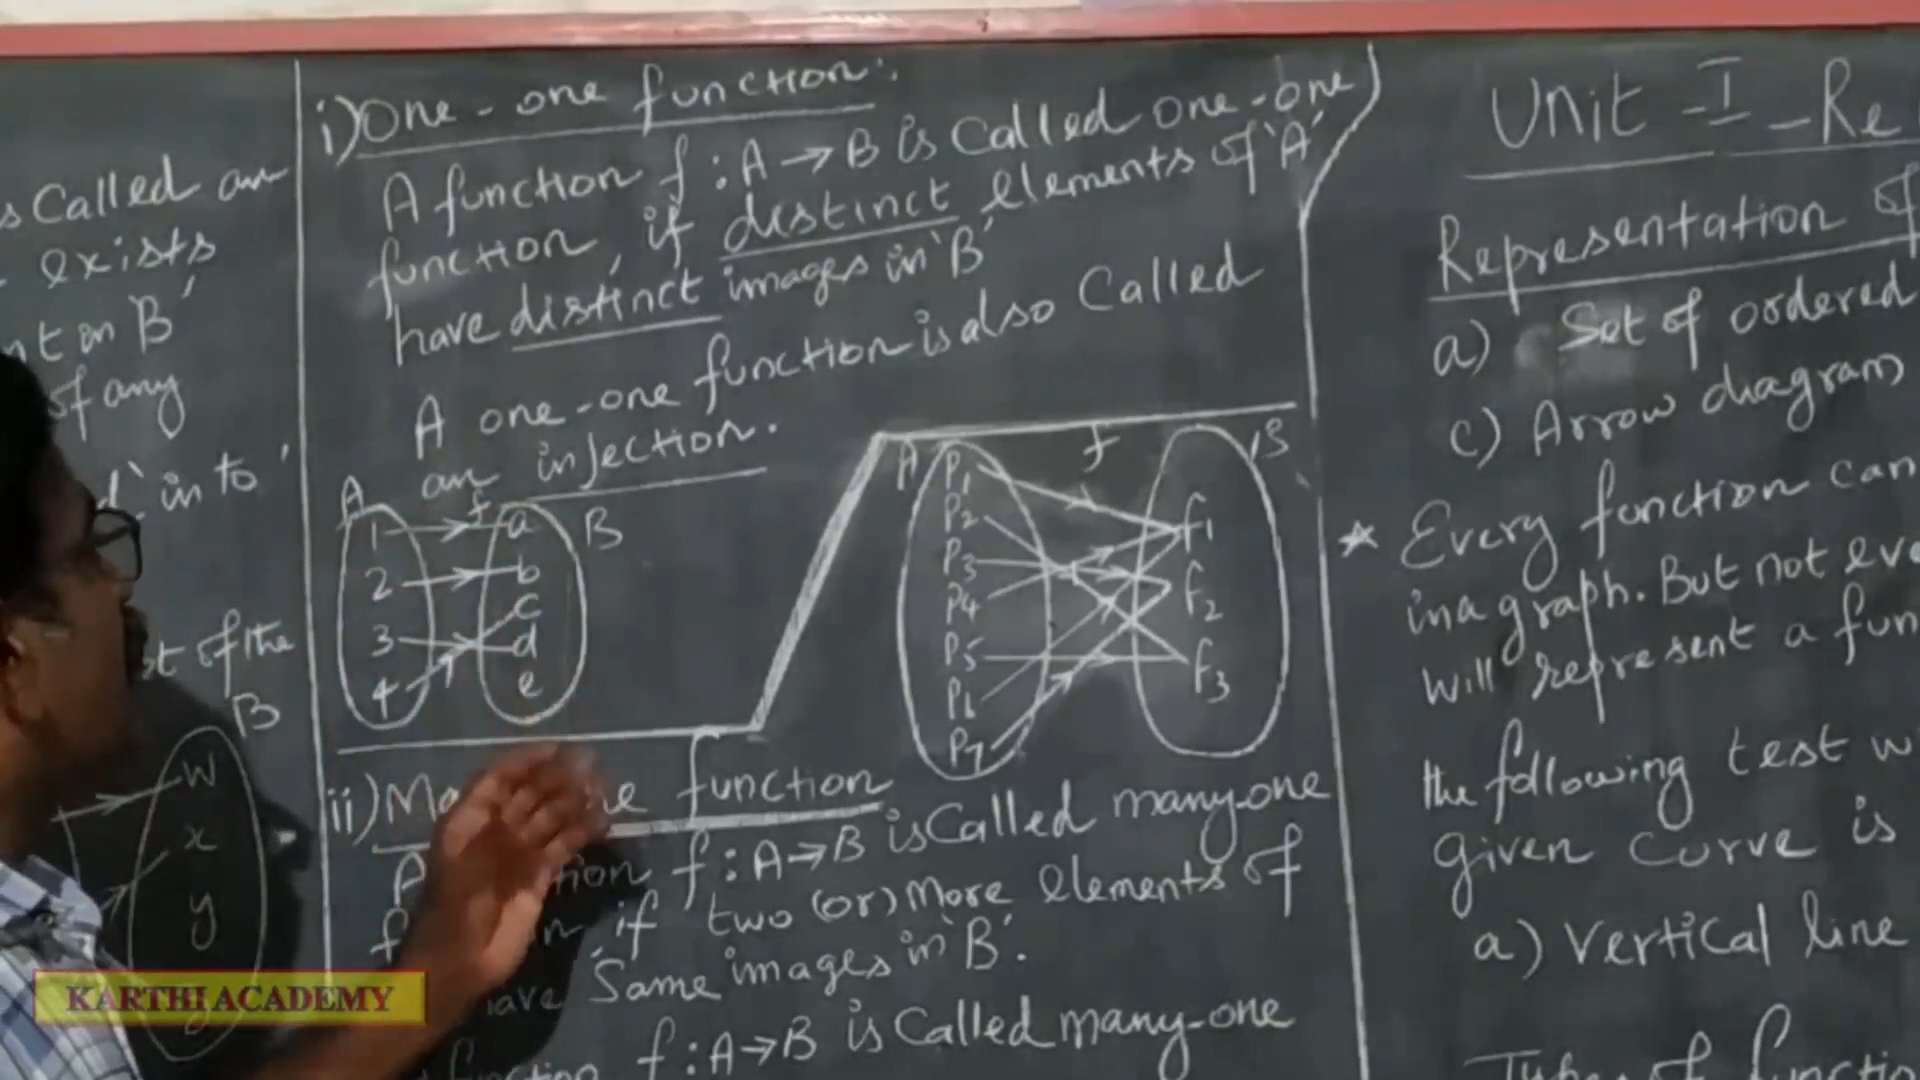 s called an
exists
nt in B'
of any
in to'
of the
B
w
x
y
i) One-one function:
A function f : A → B is called one-one
function, if distinct elements of 'A'
have distinct images in 'B'
A one-one function is also called
an injection.
A
f
B
1
2
3
4
a
b
c
d
e
A
f
B
P1
P2
P3
P4
P5
P6
P7
f1
f2
f3
ii) function
f : A → B is called many-one
if two (or) more elements of
have same images in 'B'.
function f : A → B is called many-one
Unit - I - Re
Representation of
a) Set of ordered
c) Arrow diagram
* Every function can
in a graph. But not eve
will represent a fun
the following test w
given curve is
a) Vertical line
Types of functio
KARTHI ACADEMY